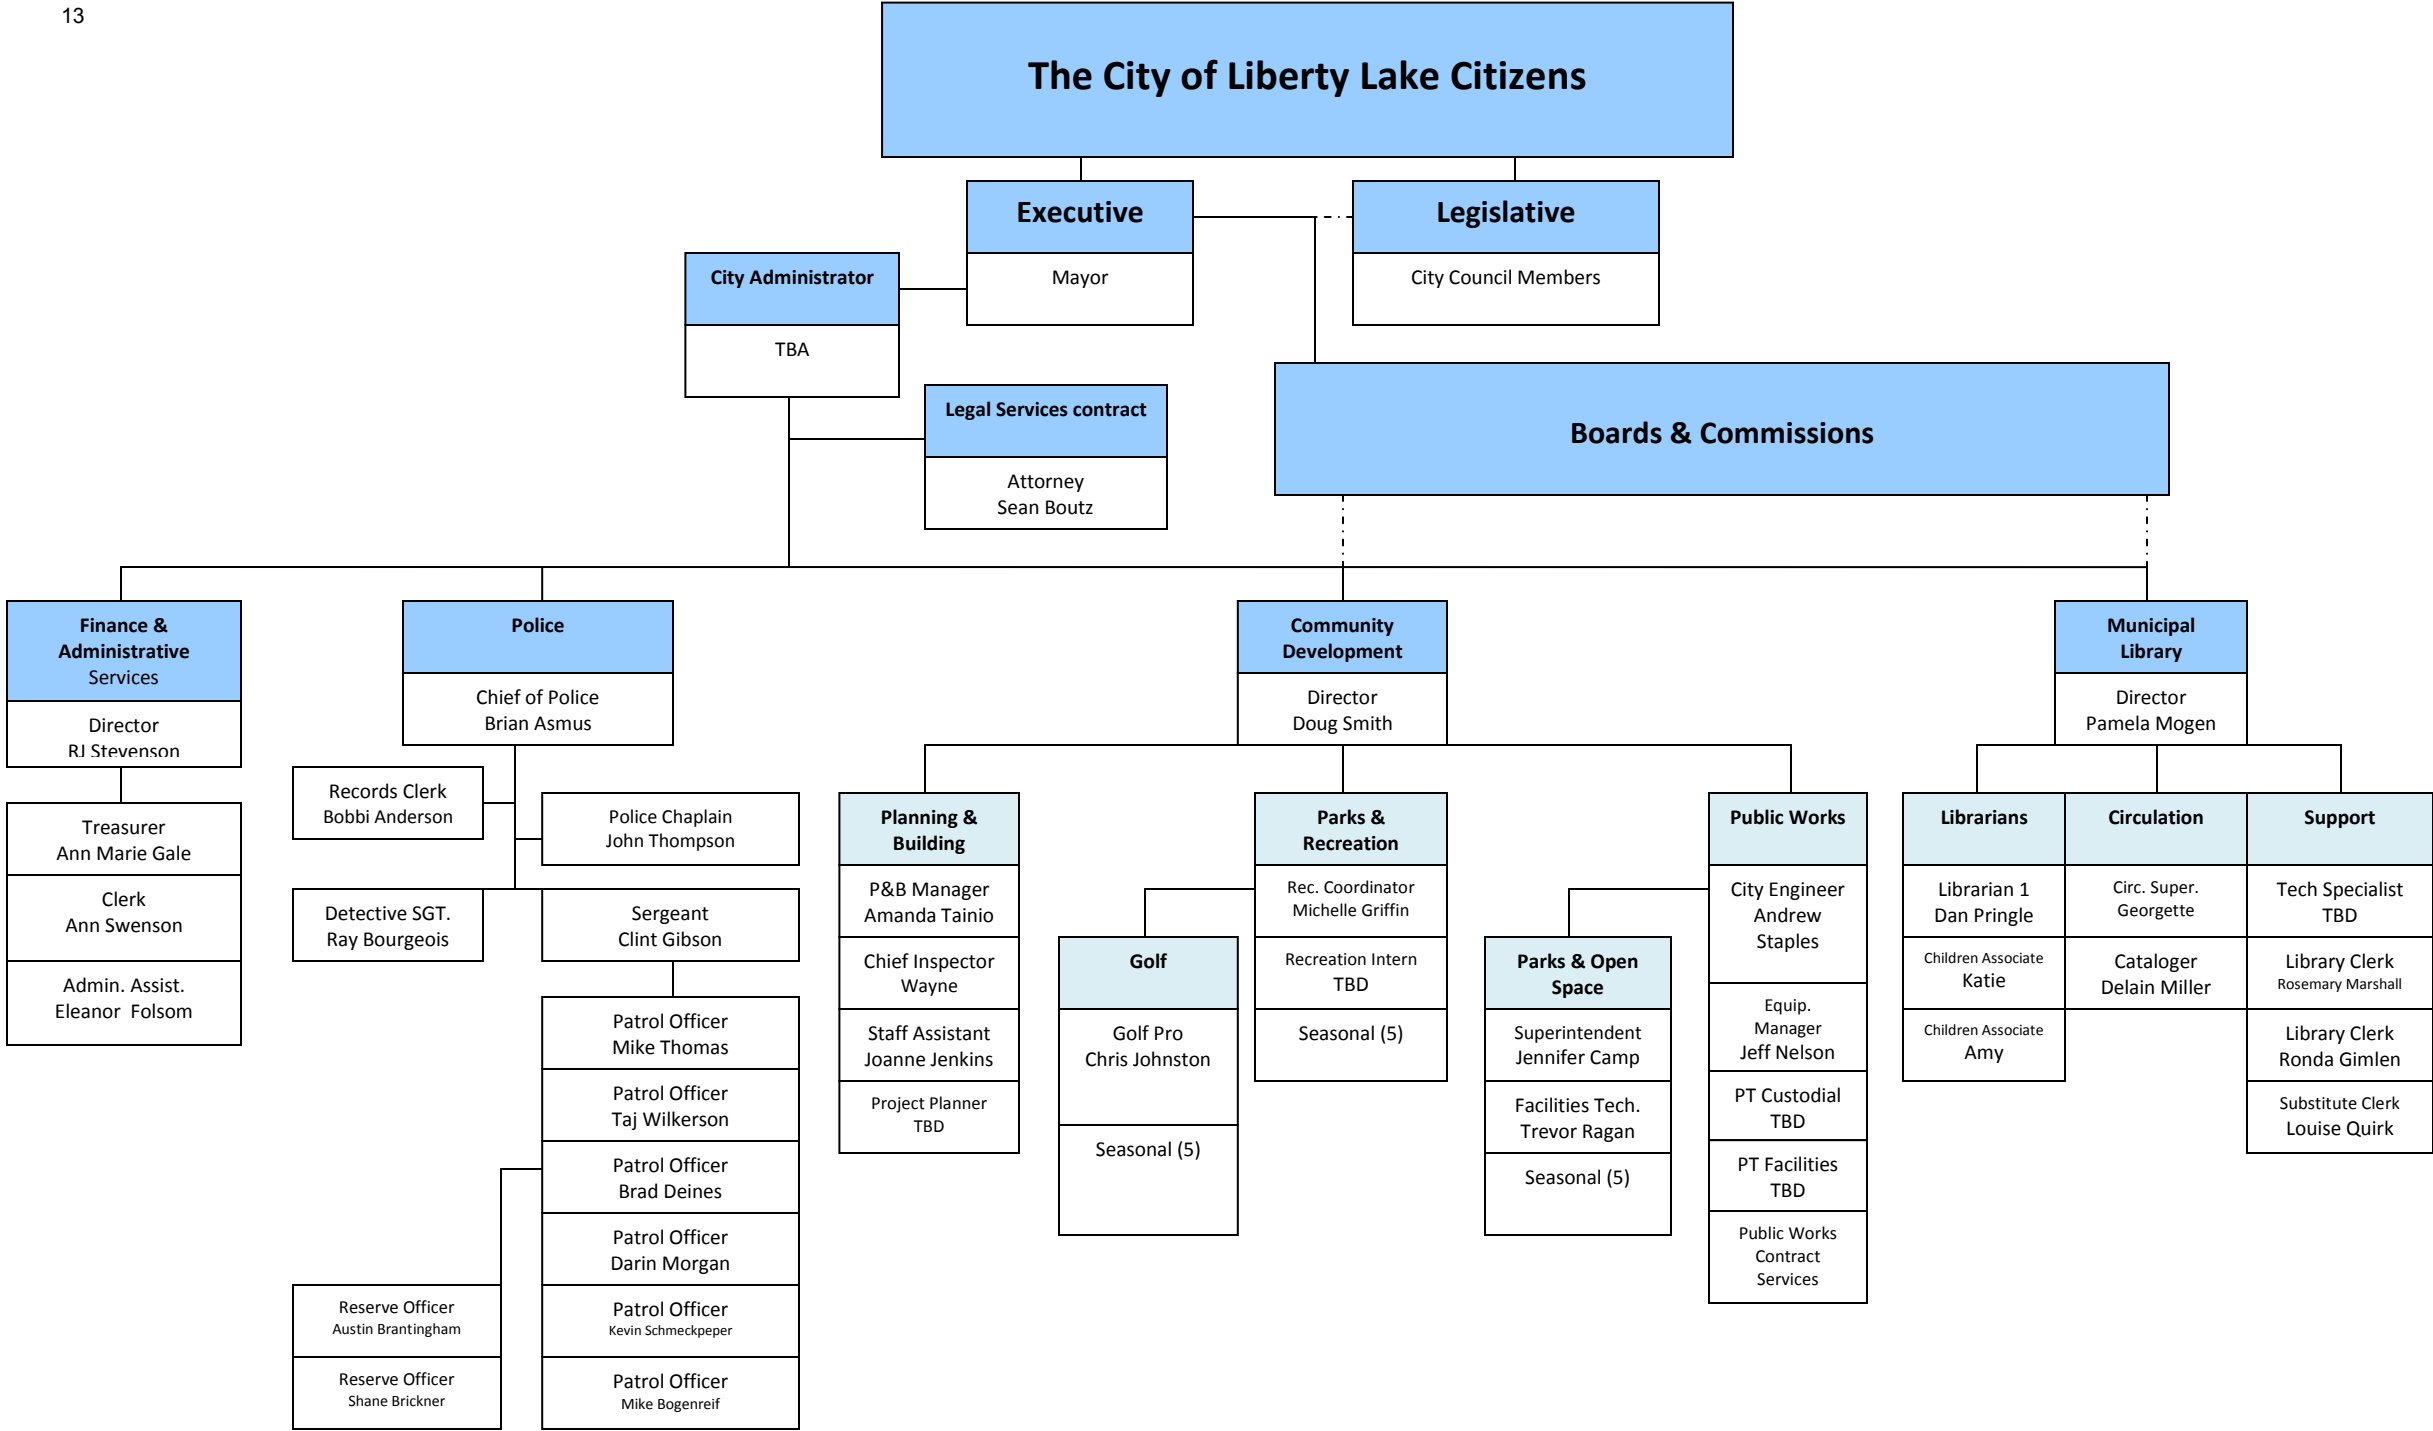 13
The City of Liberty Lake Citizens
Executive
Mayor
Legislative
City Council Members
City Administrator
TBA
Legal Services contract
Attorney
Sean Boutz
Boards & Commissions
Finance &
Administrative
Services
Director
RJ Stevenson
Treasurer
Ann Marie Gale
Clerk
Ann Swenson
Admin. Assist.
Eleanor  Folsom
Police
Chief of Police
Brian Asmus
Records Clerk
Bobbi Anderson
Police Chaplain
John Thompson
Detective SGT.
Ray Bourgeois
Sergeant
Clint Gibson
Patrol Officer
Mike Thomas
Patrol Officer
Taj Wilkerson
Patrol Officer
Brad Deines
Patrol Officer
Darin Morgan
Patrol Officer
Kevin Schmeckpeper
Patrol Officer
Mike Bogenreif
Reserve Officer
Austin Brantingham
Reserve Officer
Shane Brickner
Community
Development
Director
Doug Smith
Planning &
Building
P&B Manager
Amanda Tainio
Chief Inspector
Wayne
Staff Assistant
Joanne Jenkins
Project Planner
TBD
Parks &
Recreation
Rec. Coordinator
Michelle Griffin
Recreation Intern
TBD
Seasonal (5)
Golf
Golf Pro
Chris Johnston
Seasonal (5)
Public Works
City Engineer
Andrew
Staples
Equip.
Manager
Jeff Nelson
PT Custodial
TBD
PT Facilities
TBD
Public Works
Contract
Services
Parks & Open
Space
Superintendent
Jennifer Camp
Facilities Tech.
Trevor Ragan
Seasonal (5)
Municipal
Library
Director
Pamela Mogen
Librarians
Librarian 1
Dan Pringle
Children Associate
Katie
Children Associate
Amy
Circulation
Circ. Super.
Georgette
Cataloger
Delain Miller
Support
Tech Specialist
TBD
Library Clerk
Rosemary Marshall
Library Clerk
Ronda Gimlen
Substitute Clerk
Louise Quirk